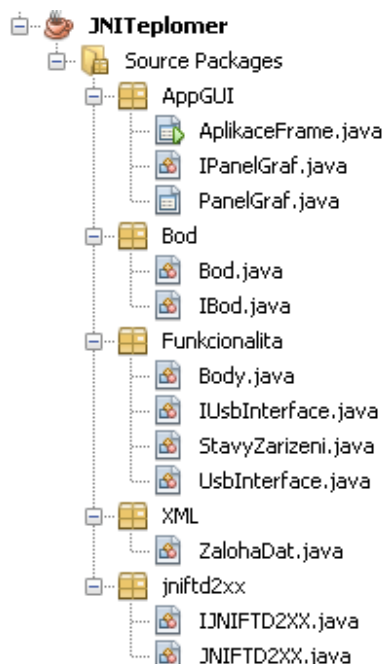 JNITeplomer
Source Packages
AppGUI
AplikaceFrame.java
IPanelGraf.java
PanelGraf.java
Bod
Bod.java
IBod.java
Funkcionalita
Body.java
IUsbInterface.java
StavyZarizeni.java
UsbInterface.java
XML
ZalohaDat.java
jniftd2xx
IJNIFTD2XX.java
JNIFTD2XX.java